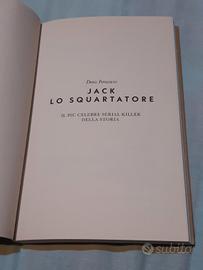 JACK
LO SQUARTATORE
IL PIÙ CELEBRE SERIAL KILLER
DELLA STORIA
subito